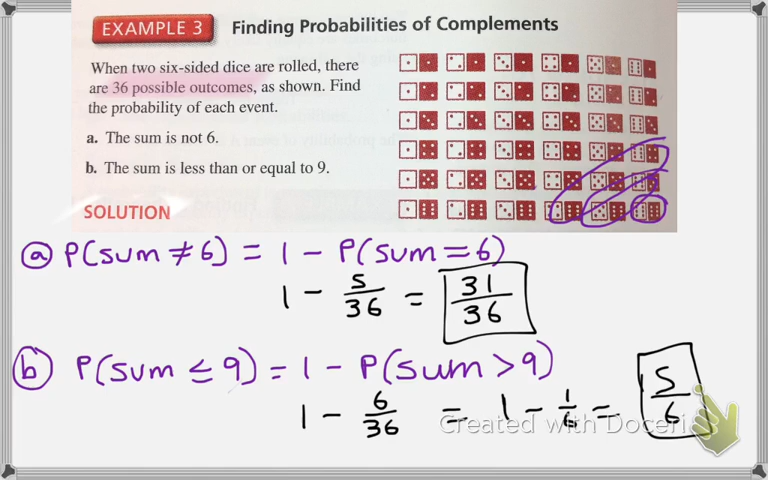 EXAMPLE 3 Finding Probabilities of Complements
When two six-sided dice are rolled, there
are 36 possible outcomes, as shown. Find
the probability of each event.
a. The sum is not 6.
b. The sum is less than or equal to 9.
SOLUTION
ⓐ P(sum ≠ 6) = 1 - P(sum = 6)
1 - 5/36 = 31/36
ⓑ P(sum ≤ 9) = 1 - P(sum > 9)
1 - 6/36 = 1 - 1/6 = 5/6
Created with Doceri